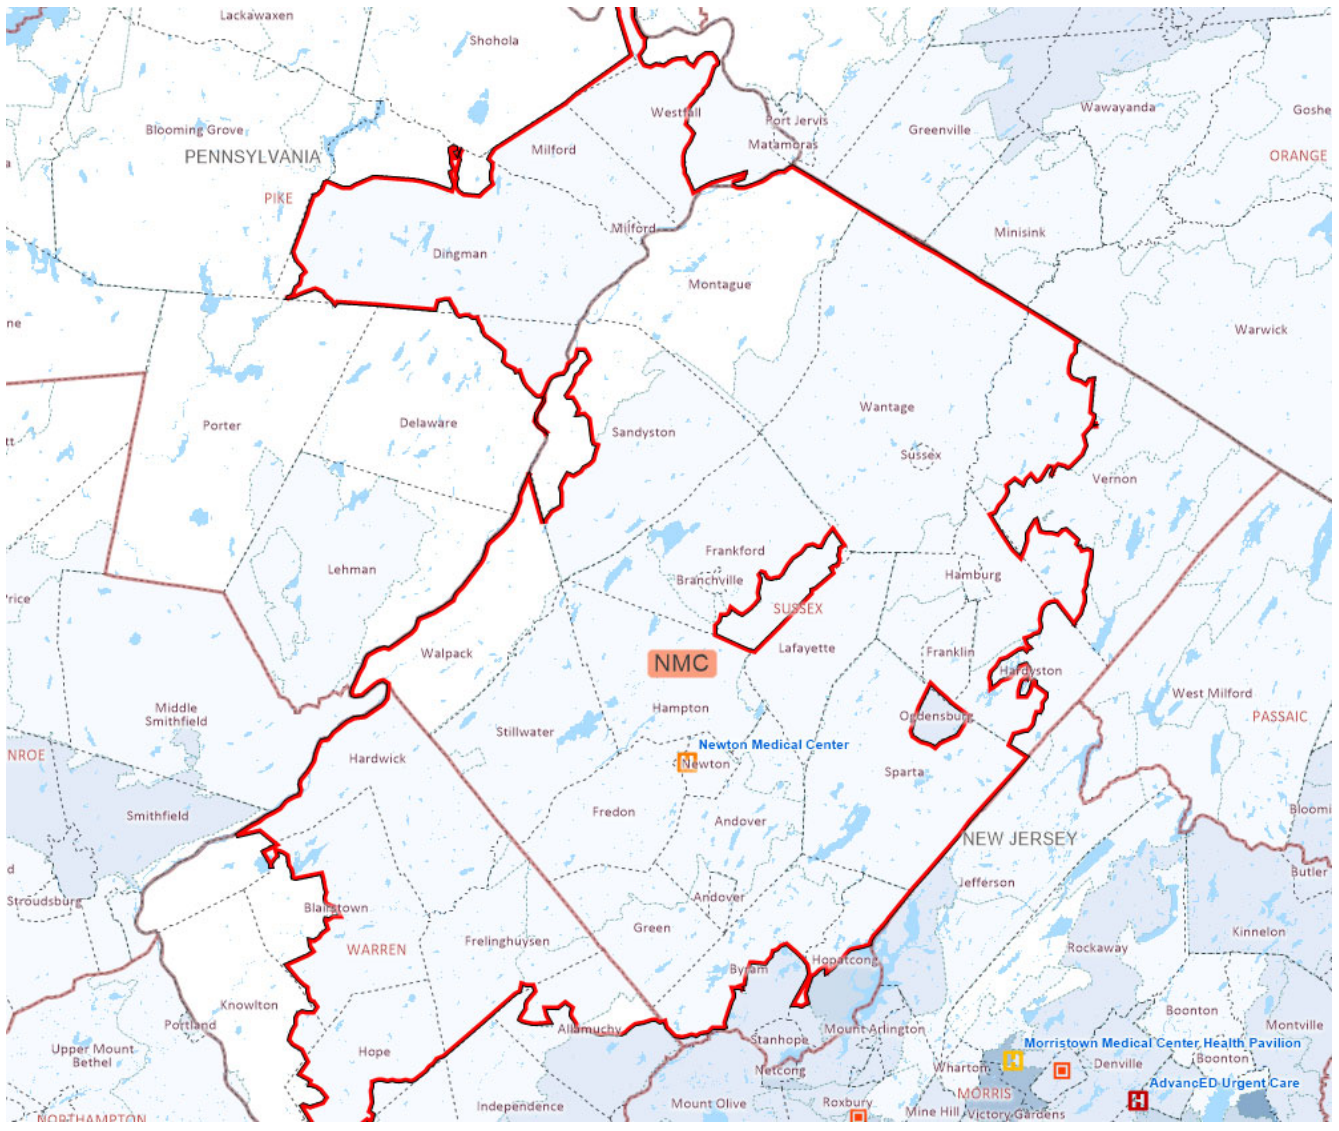 Lackawaxen
Shohola
Wawayanda
Goshe
Westfall
Port Jervis
Blooming Grove
Greenville
PENNSYLVANIA
Milford
Matamoras
ORANGE
PIKE
Milford
Minisink
Dingman
Montague
ne
Warwick
Wantage
Porter
Delaware
Sandyston
tt
Sussex
Vernon
Frankford
Lehman
Branchville
Hamburg
rice
SUSSEX
Walpack
Lafayette
Franklin
NMC
Hardyston
West Milford
Middle
Smithfield
Hampton
Ogdensburg
PASSAIC
Stillwater
Newton Medical Center
NROE
Hardwick
Newton
Sparta
Smithfield
Fredon
Andover
Bloomi
NEW JERSEY
d
Butler
Jefferson
Stroudsburg
Andover
Blairstown
Green
Kinnelon
WARREN
Frelinghuysen
Rockaway
Byram
Hopatcong
Knowlton
Boonton
Portland
Allamuchy
Mount Arlington
Montville
Stanhope
Upper Mount
Bethel
Hope
Morristown Medical Center Health Pavilion
Wharton
Denville
Boonton
Netcong
AdvancED Urgent Care
MORRIS
Independence
Mount Olive
Roxbury
Mine Hill
Victory Gardens
NORTHAMPTON